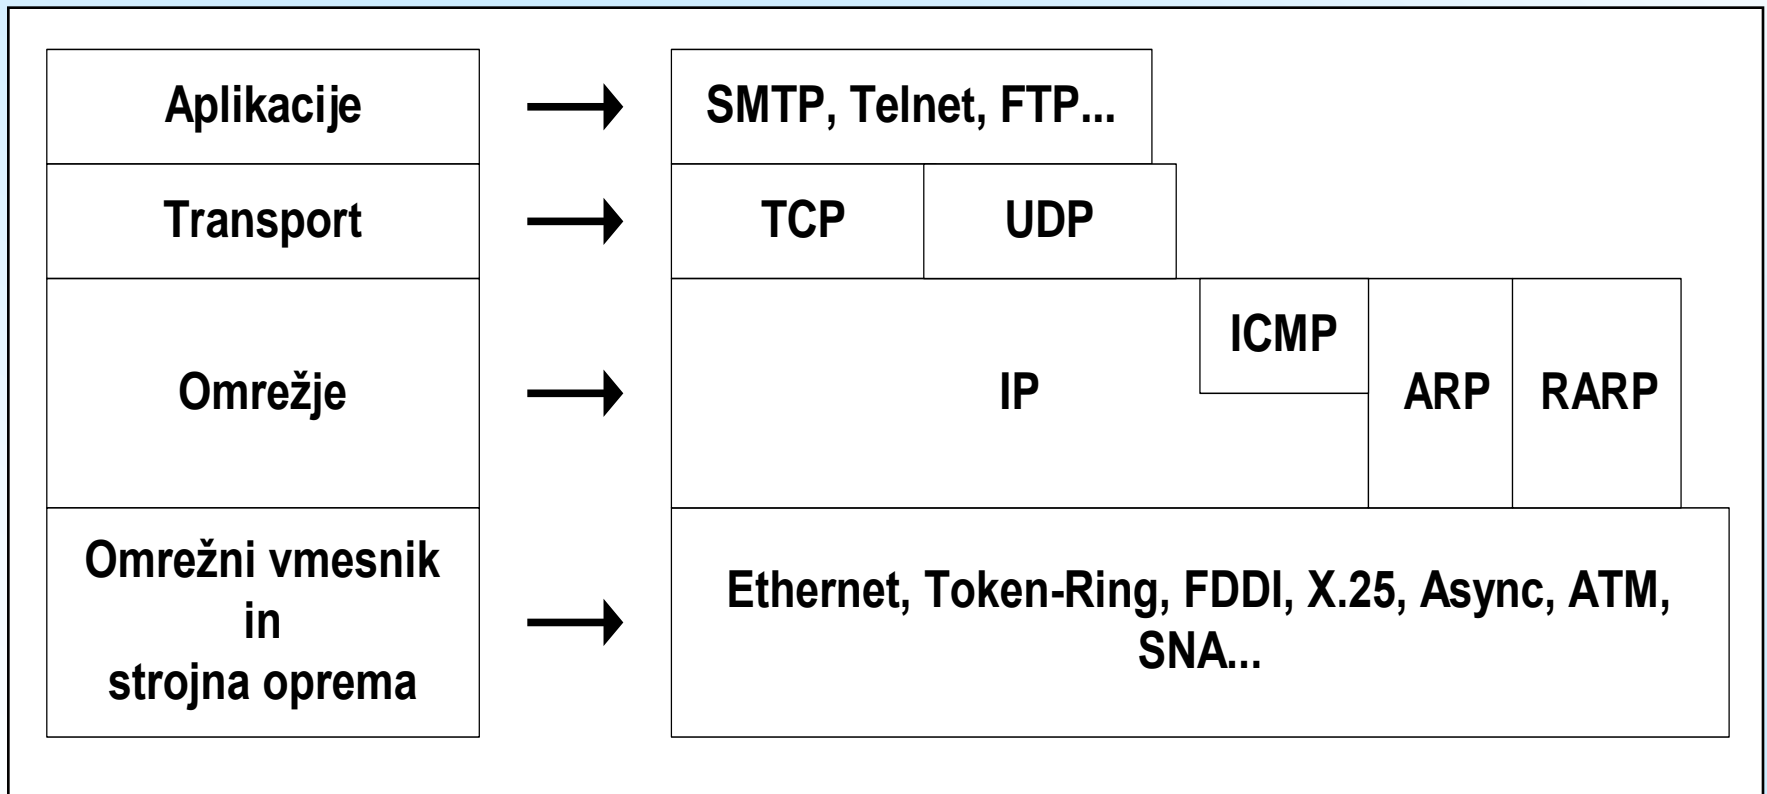 Aplikacije
SMTP, Telnet, FTP...
Transport
TCP
UDP
Omrežje
IP
ICMP
ARP
RARP
Omrežni vmesnik
in
strojna oprema
Ethernet, Token-Ring, FDDI, X.25, Async, ATM,
SNA...